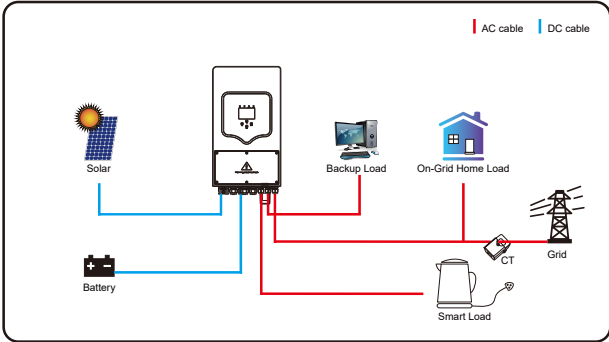 AC cable
DC cable
Solar
Backup Load
On-Grid Home Load
CT
Grid
Battery
Smart Load